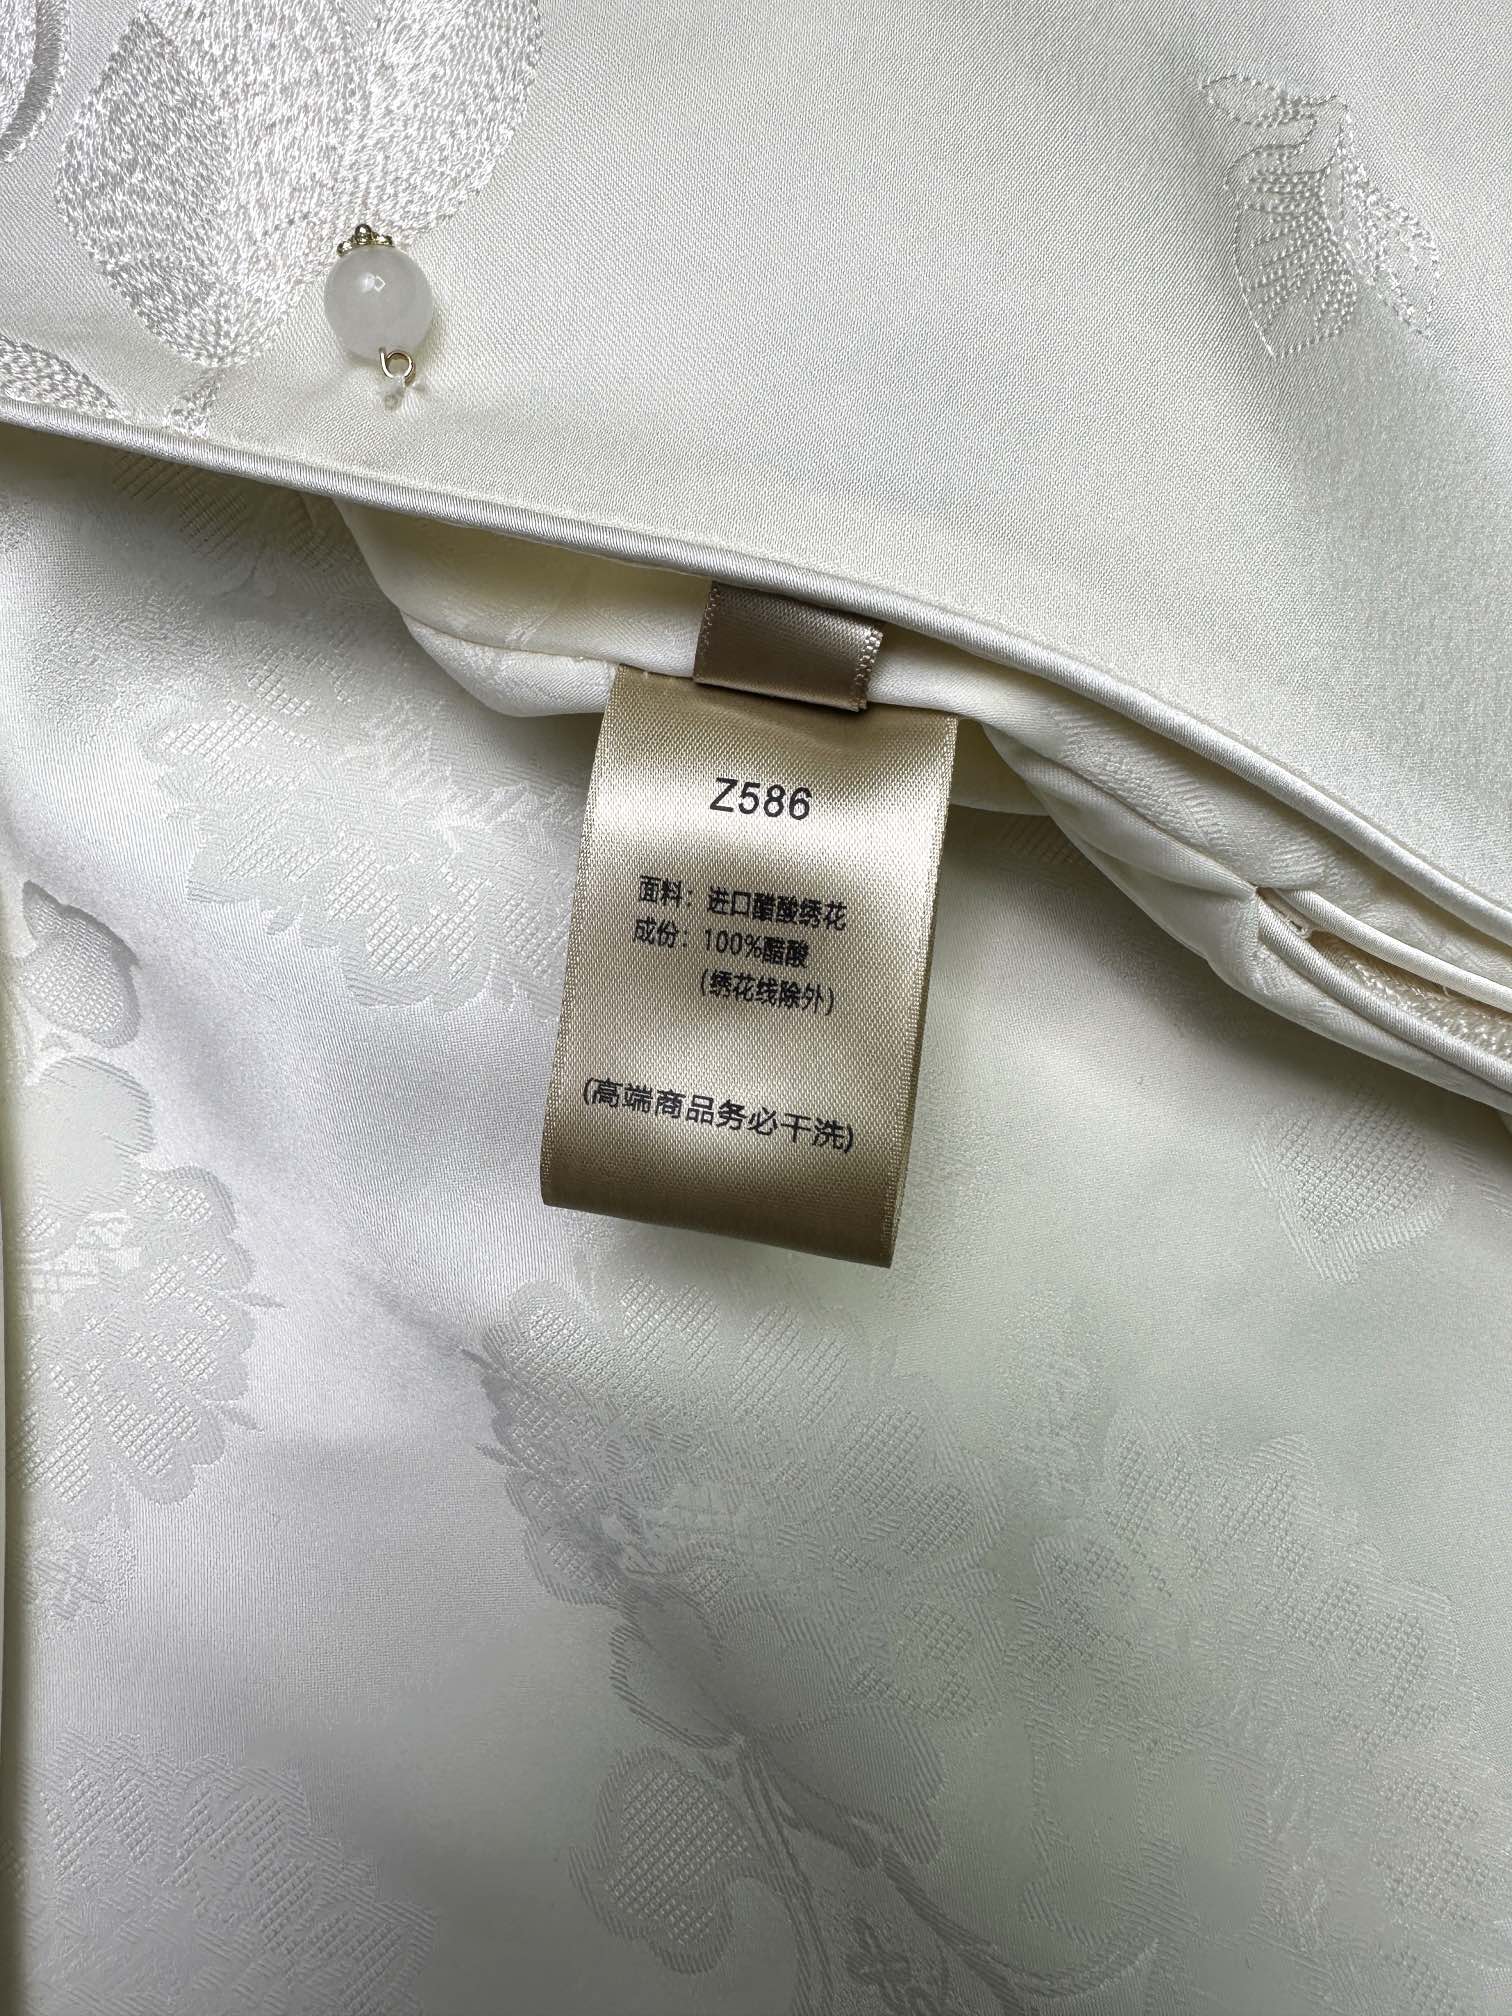 Z586
面料：进口醋酸绣花
成份：100%醋酸
(绣花线除外)
(高端商品务必干洗)